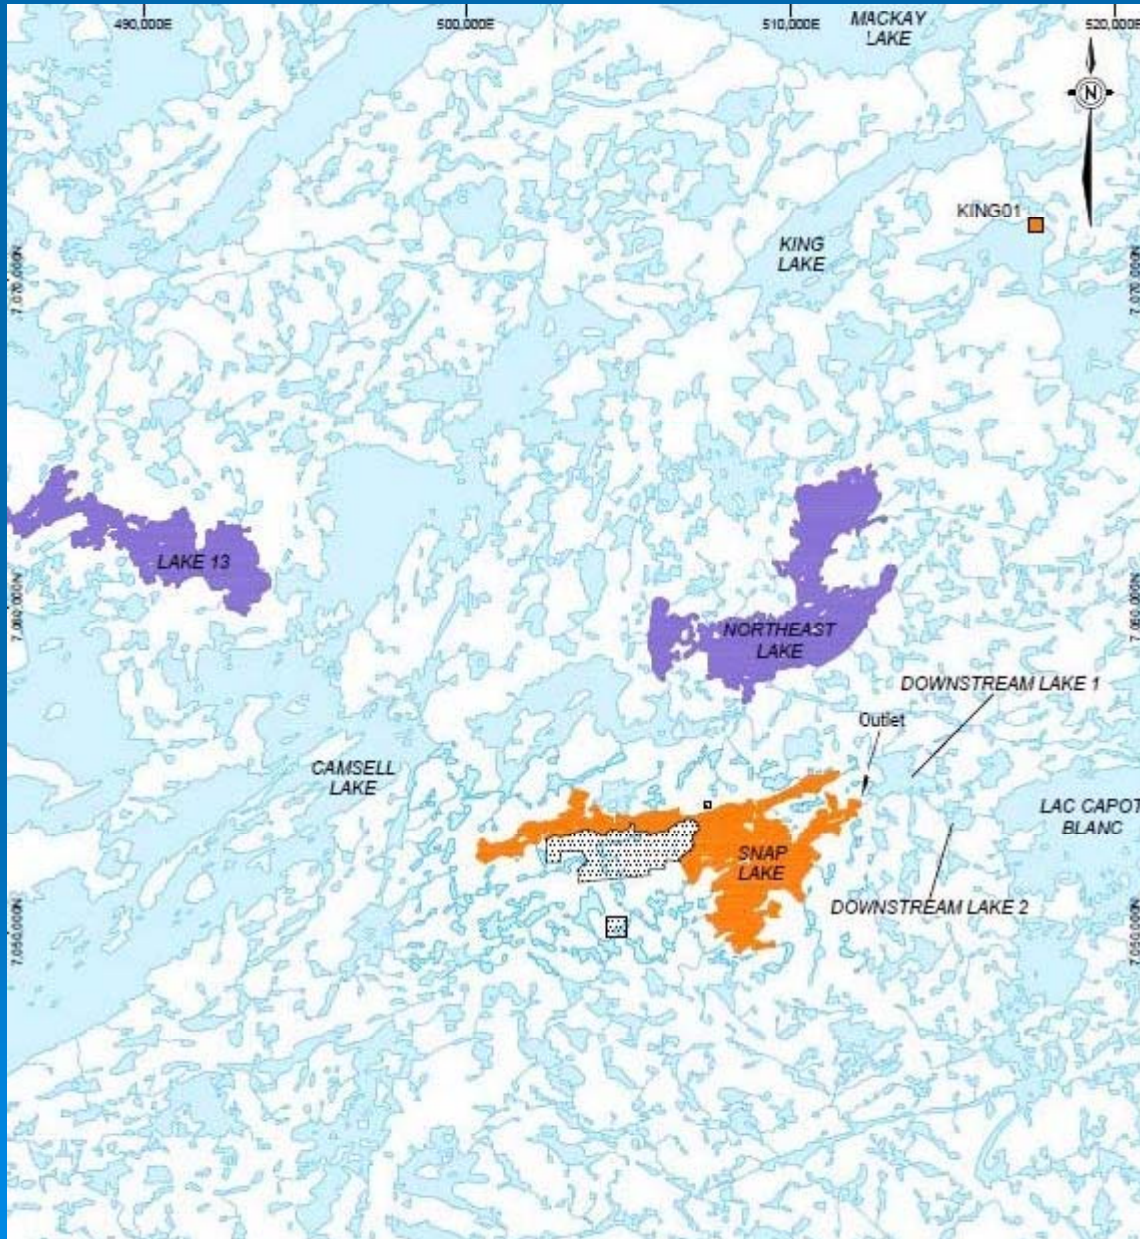 490,000E
500,000E
510,000E
520,000E
MACKAY
LAKE
N
KING01
KING
LAKE
7,070,000N
7,070,000N
LAKE 13
7,060,000N
7,060,000N
NORTHEAST
LAKE
DOWNSTREAM LAKE 1
Outlet
CAMSELL
LAKE
LAC CAPOT
BLANC
SNAP
LAKE
DOWNSTREAM LAKE 2
7,050,000N
7,050,000N